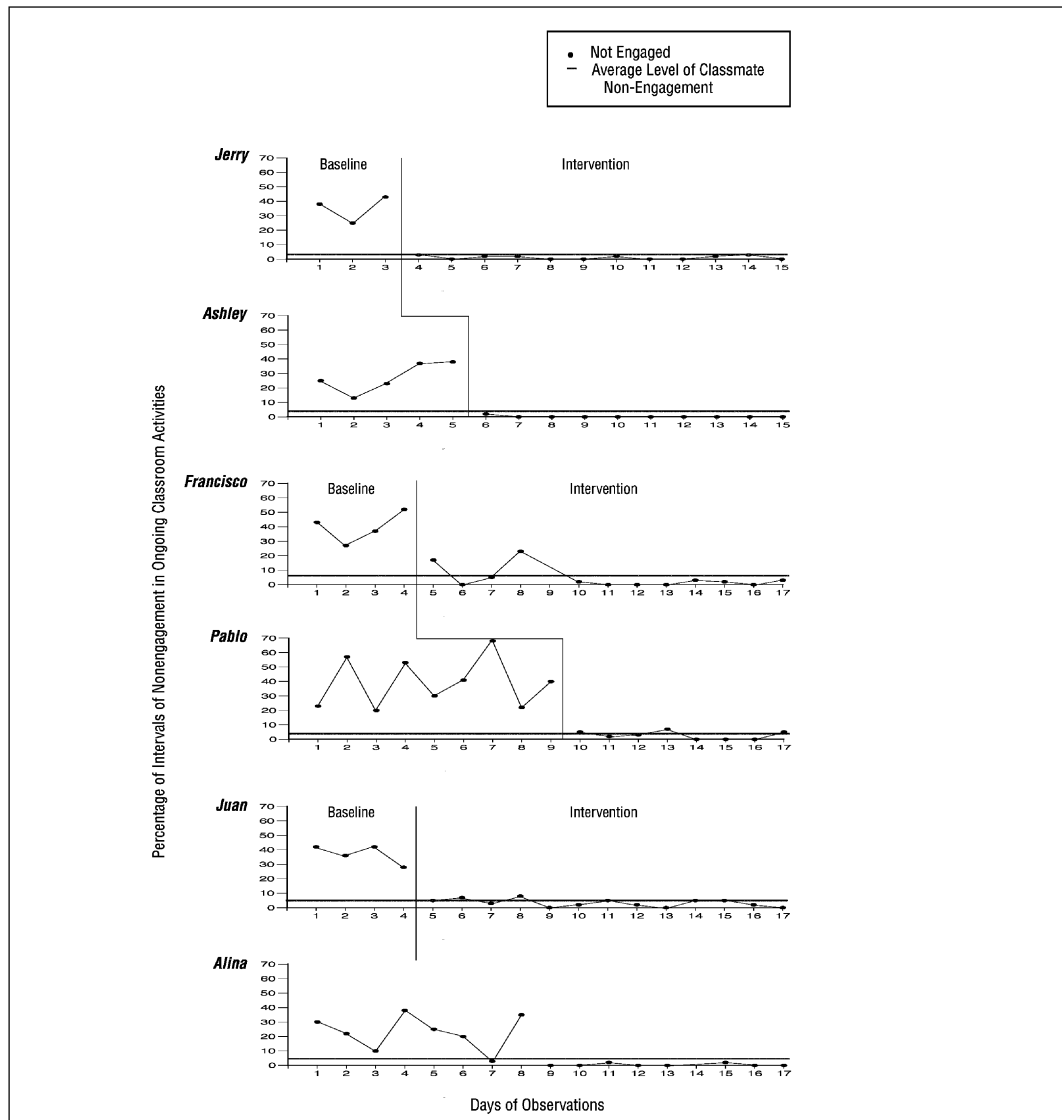 Not Engaged
Average Level of Classmate
Non-Engagement
Percentage of Intervals of Nonengagement in Ongoing Classroom Activities
Jerry
Baseline
Intervention
70
60
50
40
30
20
10
0
1 2 3 4 5 6 7 8 9 10 11 12 13 14 15
Ashley
70
60
50
40
30
20
10
0
1 2 3 4 5 6 7 8 9 10 11 12 13 14 15
Francisco
Baseline
Intervention
70
60
50
40
30
20
10
0
1 2 3 4 5 6 7 8 9 10 11 12 13 14 15 16 17
Pablo
70
60
50
40
30
20
10
0
1 2 3 4 5 6 7 8 9 10 11 12 13 14 15 16 17
Juan
Baseline
Intervention
70
60
50
40
30
20
10
0
1 2 3 4 5 6 7 8 9 10 11 12 13 14 15 16 17
Alina
70
60
50
40
30
20
10
0
1 2 3 4 5 6 7 8 9 10 11 12 13 14 15 16 17
Days of Observations